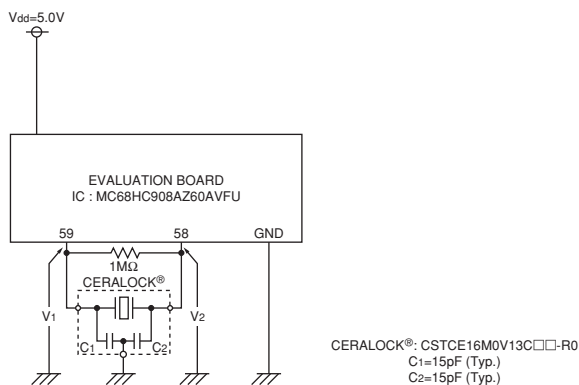 Vdd=5.0V
EVALUATION BOARD
IC : MC68HC908AZ60AVFU
59
58
GND
1MΩ
CERALOCK®
V1
V2
C1
C2
CERALOCK®: CSTCE16M0V13C□□-R0
C1=15pF (Typ.)
C2=15pF (Typ.)